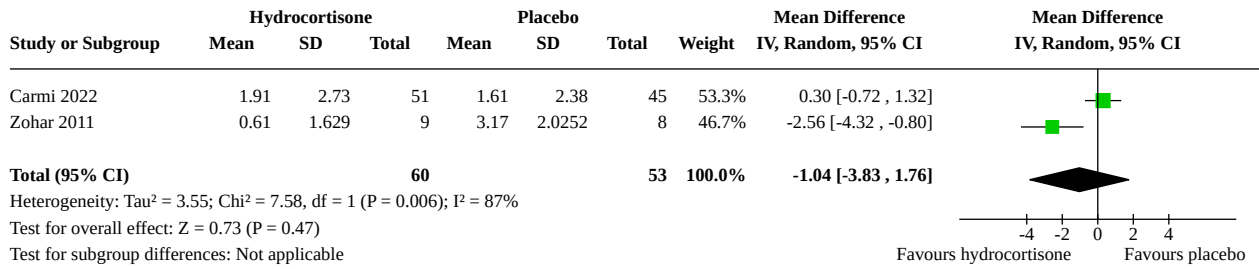 Hydrocortisone Placebo Mean Difference Mean Difference
Study or Subgroup Mean SD Total Mean SD Total Weight IV, Random, 95% CI IV, Random, 95% CI
Carmi 2022 1.91 2.73 51 1.61 2.38 45 53.3% 0.30 [-0.72 , 1.32]
Zohar 2011 0.61 1.629 9 3.17 2.0252 8 46.7% -2.56 [-4.32 , -0.80]
Total (95% CI) 60 53 100.0% -1.04 [-3.83 , 1.76]
Heterogeneity: Tau² = 3.55; Chi² = 7.58, df = 1 (P = 0.006); I² = 87%
Test for overall effect: Z = 0.73 (P = 0.47)
Test for subgroup differences: Not applicable
-4 -2 0 2 4
Favours hydrocortisone Favours placebo